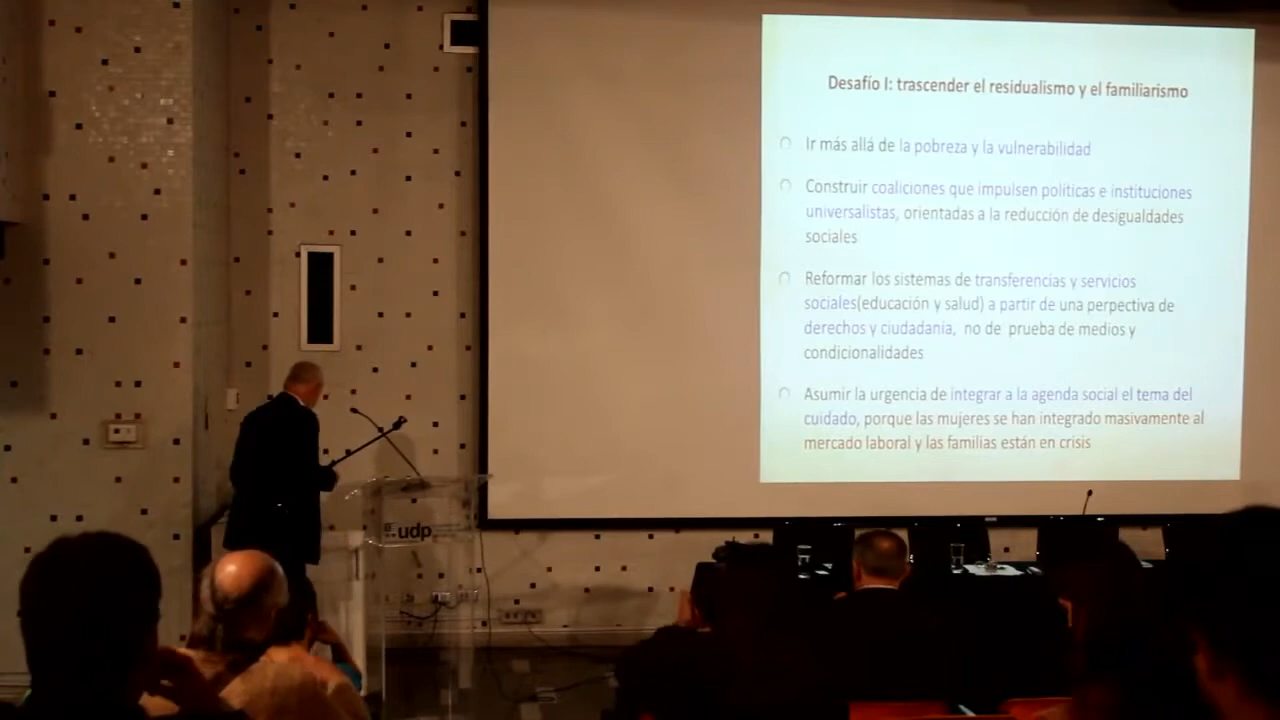 Desafío I: trascender el residualismo y el familiarismo
Ir más allá de la pobreza y la vulnerabilidad
Construir coaliciones que impulsen políticas e instituciones
universalistas, orientadas a la reducción de desigualdades
sociales
Reformar los sistemas de transferencias y servicios
sociales(educación y salud) a partir de una perpectiva de
derechos y ciudadanía, no de prueba de medios y
condicionalidades
Asumir la urgencia de integrar a la agenda social el tema del
cuidado, porque las mujeres se han integrado masivamente al
mercado laboral y las familias están en crisis
udp